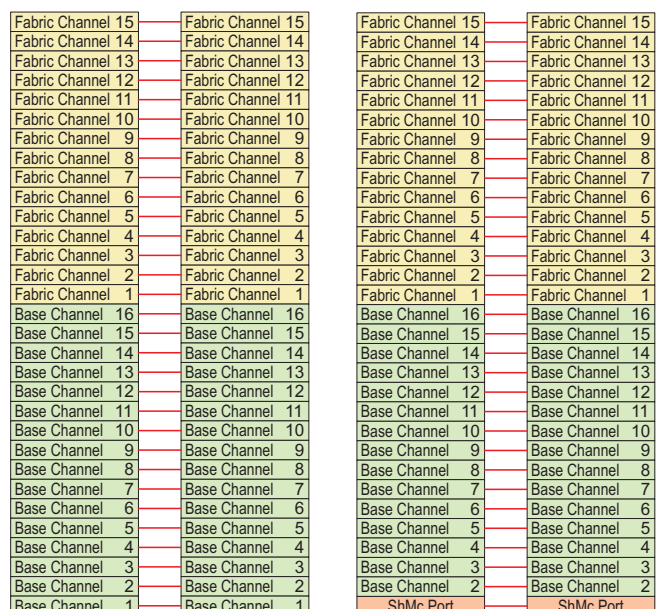 Fabric Channel 15 Fabric Channel 15 Fabric Channel 15 Fabric Channel 15
Fabric Channel 14 Fabric Channel 14 Fabric Channel 14 Fabric Channel 14
Fabric Channel 13 Fabric Channel 13 Fabric Channel 13 Fabric Channel 13
Fabric Channel 12 Fabric Channel 12 Fabric Channel 12 Fabric Channel 12
Fabric Channel 11 Fabric Channel 11 Fabric Channel 11 Fabric Channel 11
Fabric Channel 10 Fabric Channel 10 Fabric Channel 10 Fabric Channel 10
Fabric Channel 9 Fabric Channel 9 Fabric Channel 9 Fabric Channel 9
Fabric Channel 8 Fabric Channel 8 Fabric Channel 8 Fabric Channel 8
Fabric Channel 7 Fabric Channel 7 Fabric Channel 7 Fabric Channel 7
Fabric Channel 6 Fabric Channel 6 Fabric Channel 6 Fabric Channel 6
Fabric Channel 5 Fabric Channel 5 Fabric Channel 5 Fabric Channel 5
Fabric Channel 4 Fabric Channel 4 Fabric Channel 4 Fabric Channel 4
Fabric Channel 3 Fabric Channel 3 Fabric Channel 3 Fabric Channel 3
Fabric Channel 2 Fabric Channel 2 Fabric Channel 2 Fabric Channel 2
Fabric Channel 1 Fabric Channel 1 Fabric Channel 1 Fabric Channel 1
Base Channel 16 Base Channel 16 Base Channel 16 Base Channel 16
Base Channel 15 Base Channel 15 Base Channel 15 Base Channel 15
Base Channel 14 Base Channel 14 Base Channel 14 Base Channel 14
Base Channel 13 Base Channel 13 Base Channel 13 Base Channel 13
Base Channel 12 Base Channel 12 Base Channel 12 Base Channel 12
Base Channel 11 Base Channel 11 Base Channel 11 Base Channel 11
Base Channel 10 Base Channel 10 Base Channel 10 Base Channel 10
Base Channel 9 Base Channel 9 Base Channel 9 Base Channel 9
Base Channel 8 Base Channel 8 Base Channel 8 Base Channel 8
Base Channel 7 Base Channel 7 Base Channel 7 Base Channel 7
Base Channel 6 Base Channel 6 Base Channel 6 Base Channel 6
Base Channel 5 Base Channel 5 Base Channel 5 Base Channel 5
Base Channel 4 Base Channel 4 Base Channel 4 Base Channel 4
Base Channel 3 Base Channel 3 Base Channel 3 Base Channel 3
Base Channel 2 Base Channel 2 Base Channel 2 Base Channel 2
Base Channel 1 Base Channel 1 ShMc Port ShMc Port